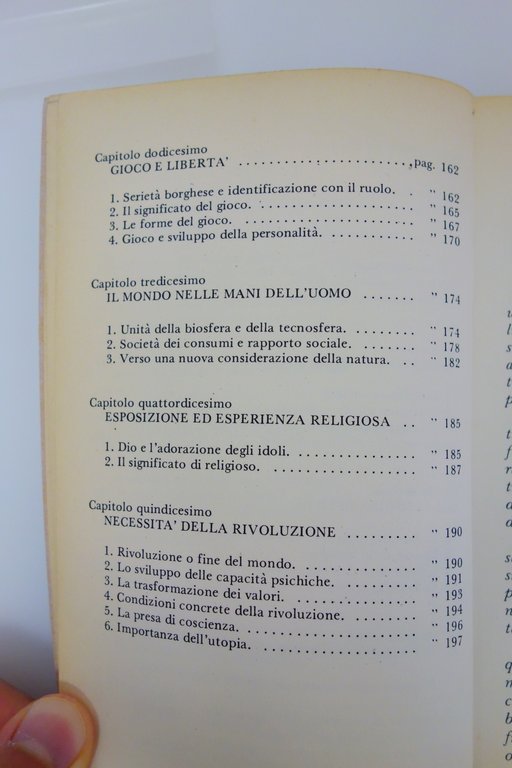 Capitolo dodicesimo
GIOCO E LIBERTA' ...................... pag. 162
1. Serietà borghese e identificazione con il ruolo. . " 162
2. Il significato del gioco. .................. " 165
3. Le forme del gioco. .................... " 167
4. Gioco e sviluppo della personalità. .......... " 170
Capitolo tredicesimo
IL MONDO NELLE MANI DELL'UOMO ....... " 174
1. Unità della biosfera e della tecnosfera. ........ " 174
2. Società dei consumi e rapporto sociale. ....... " 178
3. Verso una nuova considerazione della natura. .. " 182
Capitolo quattordicesimo
ESPOSIZIONE ED ESPERIENZA RELIGIOSA .. " 185
1. Dio e l'adorazione degli idoli. ............... " 185
2. Il significato di religioso. .................. " 187
Capitolo quindicesimo
NECESSITA' DELLA RIVOLUZIONE ......... " 190
1. Rivoluzione o fine del mondo. ............. " 190
2. Lo sviluppo delle capacità psichiche. ......... " 191
3. La trasformazione dei valori. .............. " 193
4. Condizioni concrete della rivoluzione. ........ " 194
5. La presa di coscienza. .................... " 196
6. Importanza dell'utopia. .................. " 197